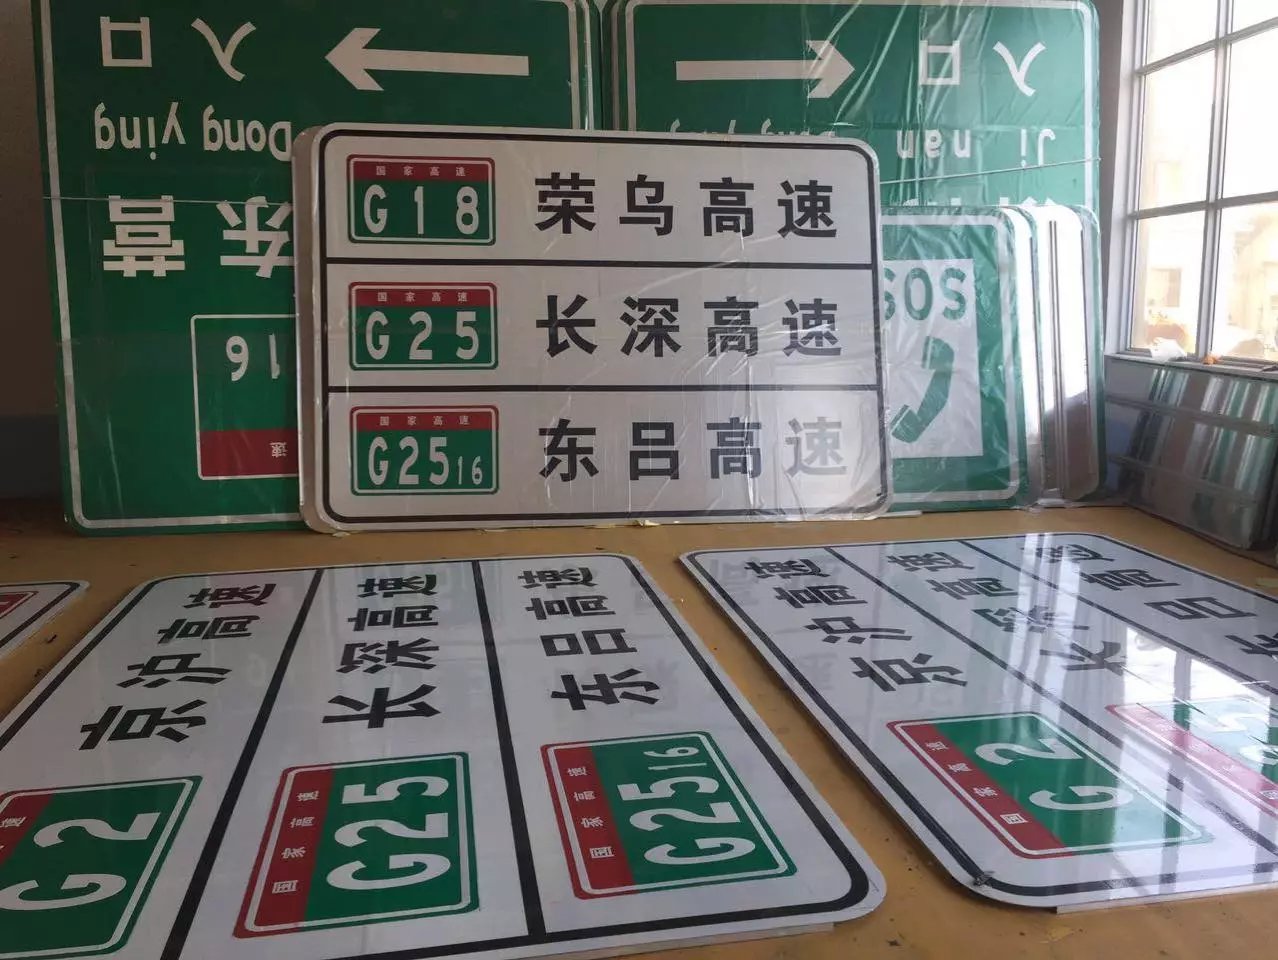 入口
Dong ying
东营
16
速
入口
Ji nan
国家高速
G18 荣乌高速
国家高速
G25 长深高速
国家高速
G2516 东吕高速
SOS
速
G2 京沪高速
国家高速
G25 长深高速
国家高速
G2516 东吕高速
国家高速
G2 京沪高速
长深高速
东吕高速